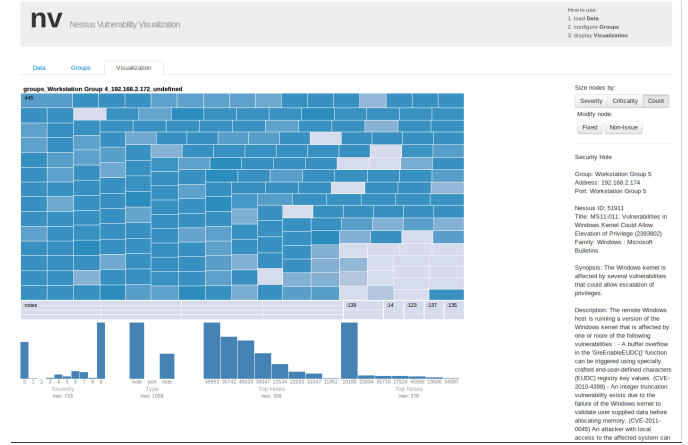 nv Nessus Vulnerability Visualization
How to use:
1. load Data
2. configure Groups
3. display Visualization
Data Groups Visualization
groups_Workstation Group 4_192.168.2.172_undefined
:445
:notes
:139 :14 :123 :137 :135
0 1 2 3 4 5 6 7 8 9
Severity
max: 733
hole port note
Type
max: 1058
Top Holes
max: 308
Top Notes
max: 378
Size nodes by:
Severity Criticality Count
Modify node:
Fixed Non-Issue
Security Hole
Group: Workstation Group 5
Address: 192.168.2.174
Port: Workstation Group 5
Nessus ID: 51911
Title: MS11-011: Vulnerabilities in
Windows Kernel Could Allow
Elevation of Privilege (2393802)
Family: Windows : Microsoft
Bulletins
Synopsis: The Windows kernel is
affected by several vulnerabilities
that could allow escalation of
privileges.
Description: The remote Windows
host is running a version of the
Windows kernel that is affected by
one or more of the following
vulnerabilities : - A buffer overflow
in the 'GreEnableEUDC()' function
can be triggered using specially
crafted end-user-defined characters
(EUDC) registry key values. (CVE-
2010-4398) - An integer truncation
vulnerability exists due to the
failure of the Windows kernel to
validate user supplied data before
allocating memory. (CVE-2011-
0045) An attacker with local
access to the affected system can